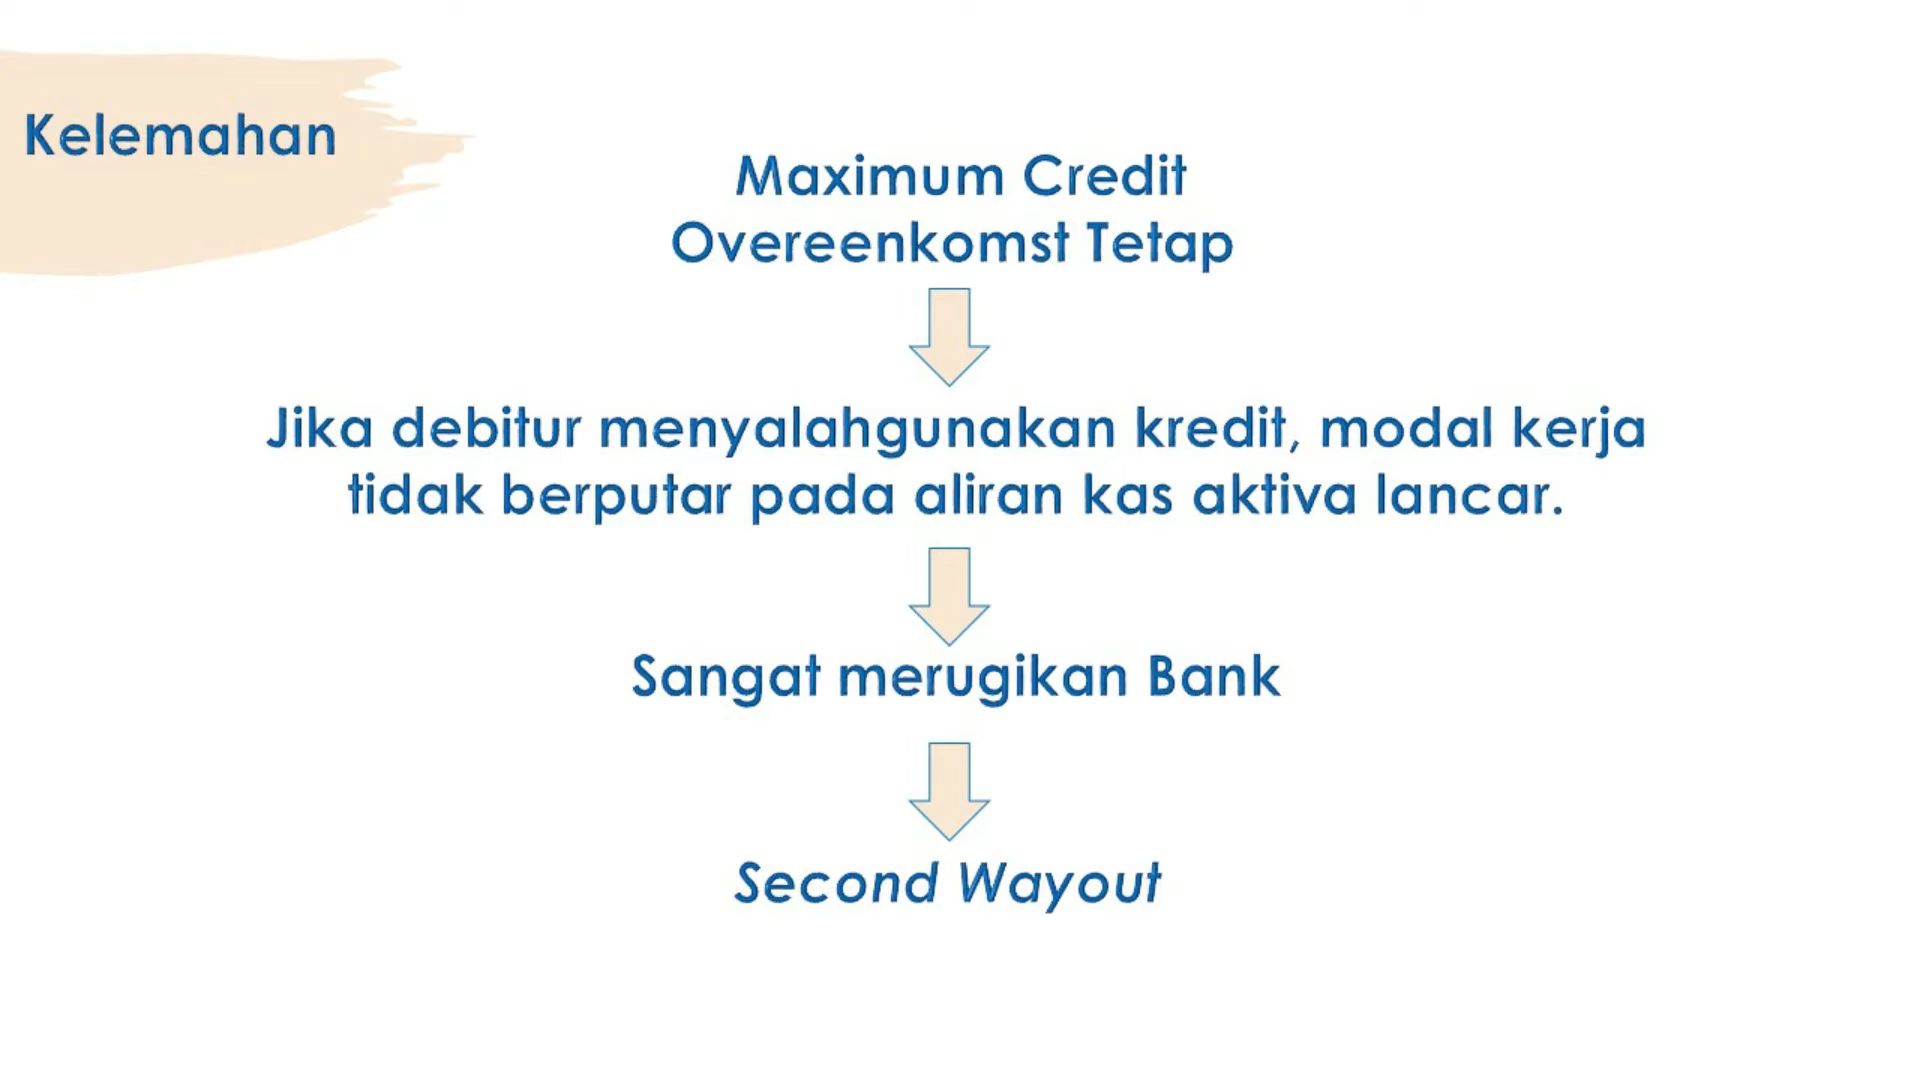 Kelemahan
Maximum Credit
Overeenkomst Tetap
Jika debitur menyalahgunakan kredit, modal kerja
tidak berputar pada aliran kas aktiva lancar.
Sangat merugikan Bank
Second Wayout